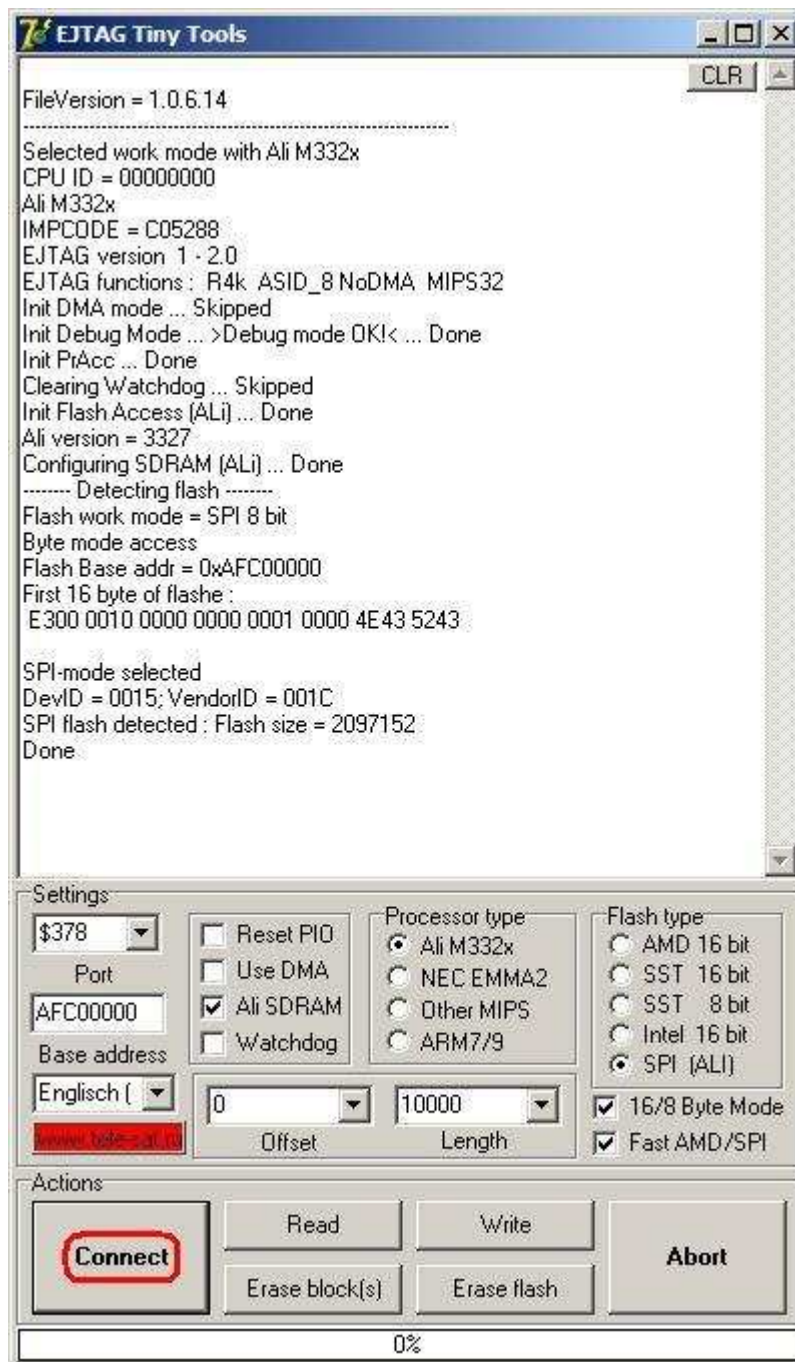 EJTAG Tiny Tools
CLR
FileVersion = 1.0.6.14
-----------------------------------------------------------------------
Selected work mode with Ali M332x
CPU ID = 00000000
Ali M332x
IMPCODE = C05288
EJTAG version 1 - 2.0
EJTAG functions : R4k ASID_8 NoDMA MIPS32
Init DMA mode ... Skipped
Init Debug Mode ... >Debug mode OK!< ... Done
Init PrAcc ... Done
Clearing Watchdog ... Skipped
Init Flash Access (ALi) ... Done
Ali version = 3327
Configuring SDRAM (ALi) ... Done
-------- Detecting flash --------
Flash work mode = SPI 8 bit
Byte mode access
Flash Base addr = 0xAFC00000
First 16 byte of flashe :
E300 0010 0000 0000 0001 0000 4E43 5243
SPI-mode selected
DevID = 0015; VendorID = 001C
SPI flash detected : Flash size = 2097152
Done
Settings
$378
Port
AFC00000
Base address
Englisch (
www.tele-sat.ru
Reset PIO
Use DMA
Ali SDRAM
Watchdog
Processor type
Ali M332x
NEC EMMA2
Other MIPS
ARM7/9
Flash type
AMD 16 bit
SST 16 bit
SST 8 bit
Intel 16 bit
SPI (ALI)
0
Offset
10000
Length
16/8 Byte Mode
Fast AMD/SPI
Actions
Connect
Read
Write
Erase block(s)
Erase flash
Abort
0%